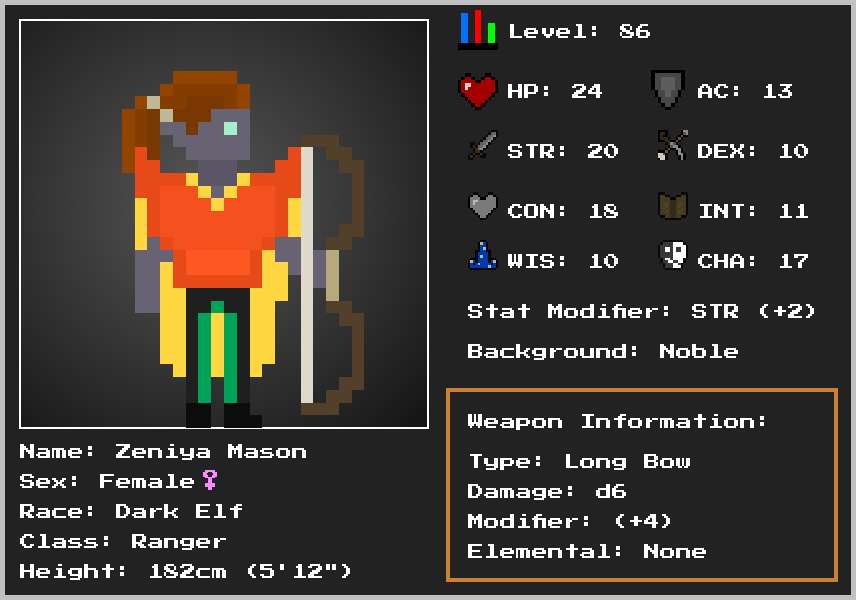 Level: 86
HP: 24
AC: 13
STR: 20
DEX: 10
CON: 18
INT: 11
WIS: 10
CHA: 17
Stat Modifier: STR (+2)
Background: Noble
Weapon Information:
Type: Long Bow
Damage: d6
Modifier: (+4)
Elemental: None
Name: Zeniya Mason
Sex: Female♀
Race: Dark Elf
Class: Ranger
Height: 182cm (5'12")